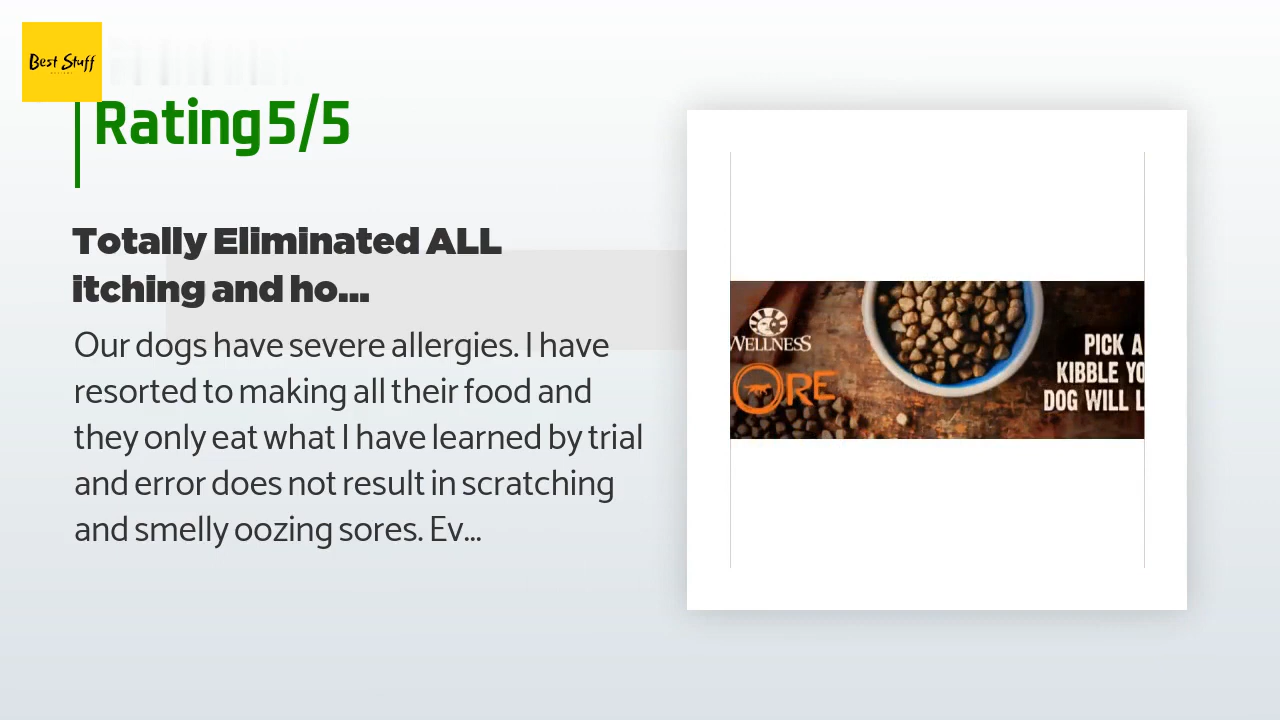 Best Stuff
Rating 5/5
Totally Eliminated ALL
itching and ho...
Our dogs have severe allergies. I have
resorted to making all their food and
they only eat what I have learned by trial
and error does not result in scratching
and smelly oozing sores. Ev...
WELLNESS
ORE
PICK A
KIBBLE YO
DOG WILL L